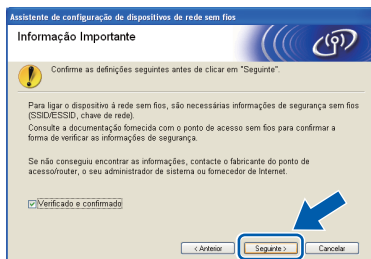 Assistente de configuração de dispositivos de rede sem fios
Informação Importante
Confirme as definições seguintes antes de clicar em "Seguinte".
Para ligar o dispositivo à rede sem fios, são necessárias informações de segurança sem fios
(SSID/ESSID, chave de rede).
Consulte a documentação fornecida com o ponto de acesso sem fios para confirmar a
forma de verificar as informações de segurança.
Se não conseguiu encontrar as informações, contacte o fabricante do ponto de
acesso/router, o seu administrador de sistema ou fornecedor de Internet.
Verificado e confirmado
< Anterior
Seguinte >
Cancelar